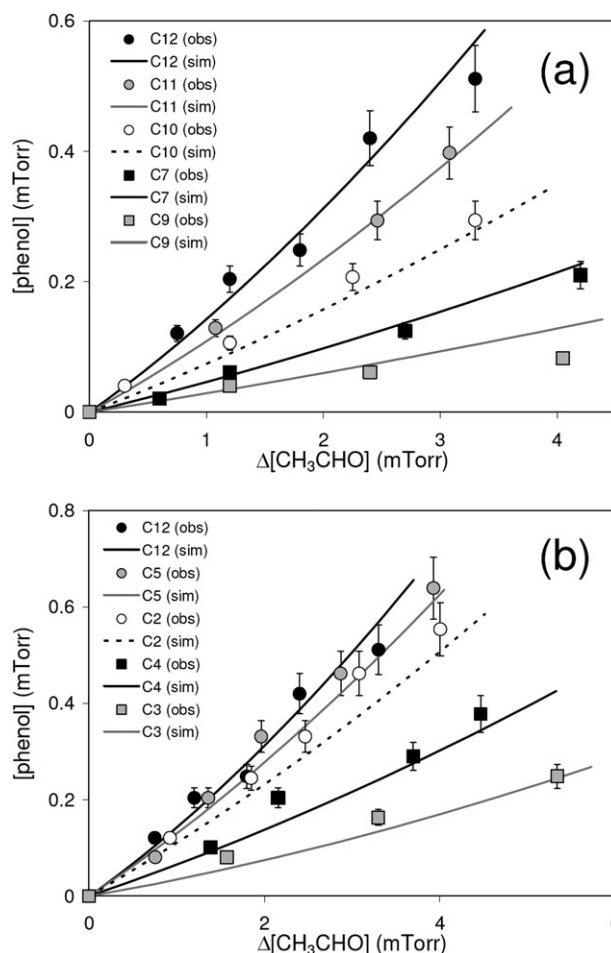 0.6
0.4
0.2
0
[phenol] (mTorr)
C12 (obs)
C12 (sim)
C11 (obs)
C11 (sim)
C10 (obs)
C10 (sim)
C7 (obs)
C7 (sim)
C9 (obs)
C9 (sim)
(a)
0 1 2 3 4
Δ[CH₃CHO] (mTorr)
0.8
0.6
0.4
0.2
0
[phenol] (mTorr)
C12 (obs)
C12 (sim)
C5 (obs)
C5 (sim)
C2 (obs)
C2 (sim)
C4 (obs)
C4 (sim)
C3 (obs)
C3 (sim)
(b)
0 2 4
Δ[CH₃CHO] (mTorr)